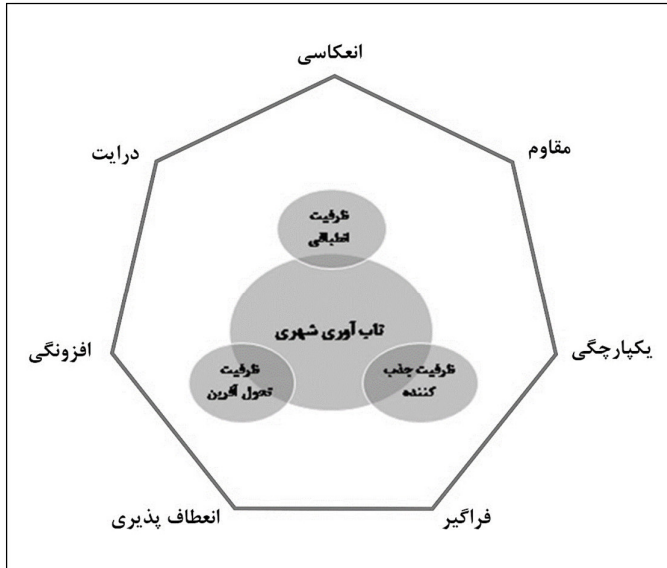 انعکاسی
درایت
مقاوم
ظرفیت
انطباقی
تاب آوری شهری
افزونگی
یکپارچگی
ظرفیت
تحول آفرین
ظرفیت جذب
کننده
انعطاف پذیری
فراگیر